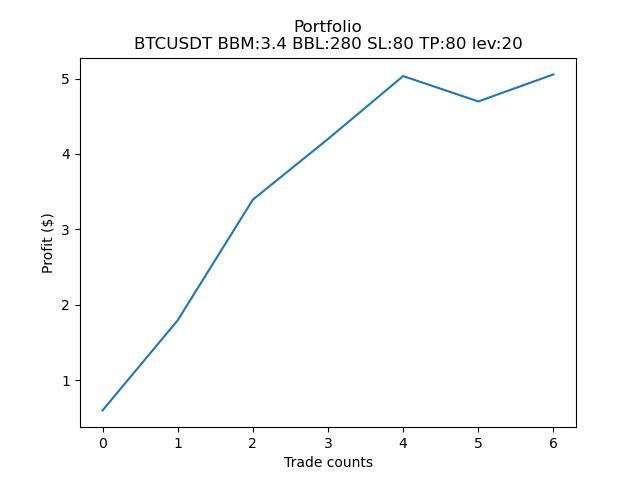 Portfolio
BTCUSDT BBM:3.4 BBL:280 SL:80 TP:80 lev:20
5
4
3
2
1
Profit ($)
0 1 2 3 4 5 6
Trade counts